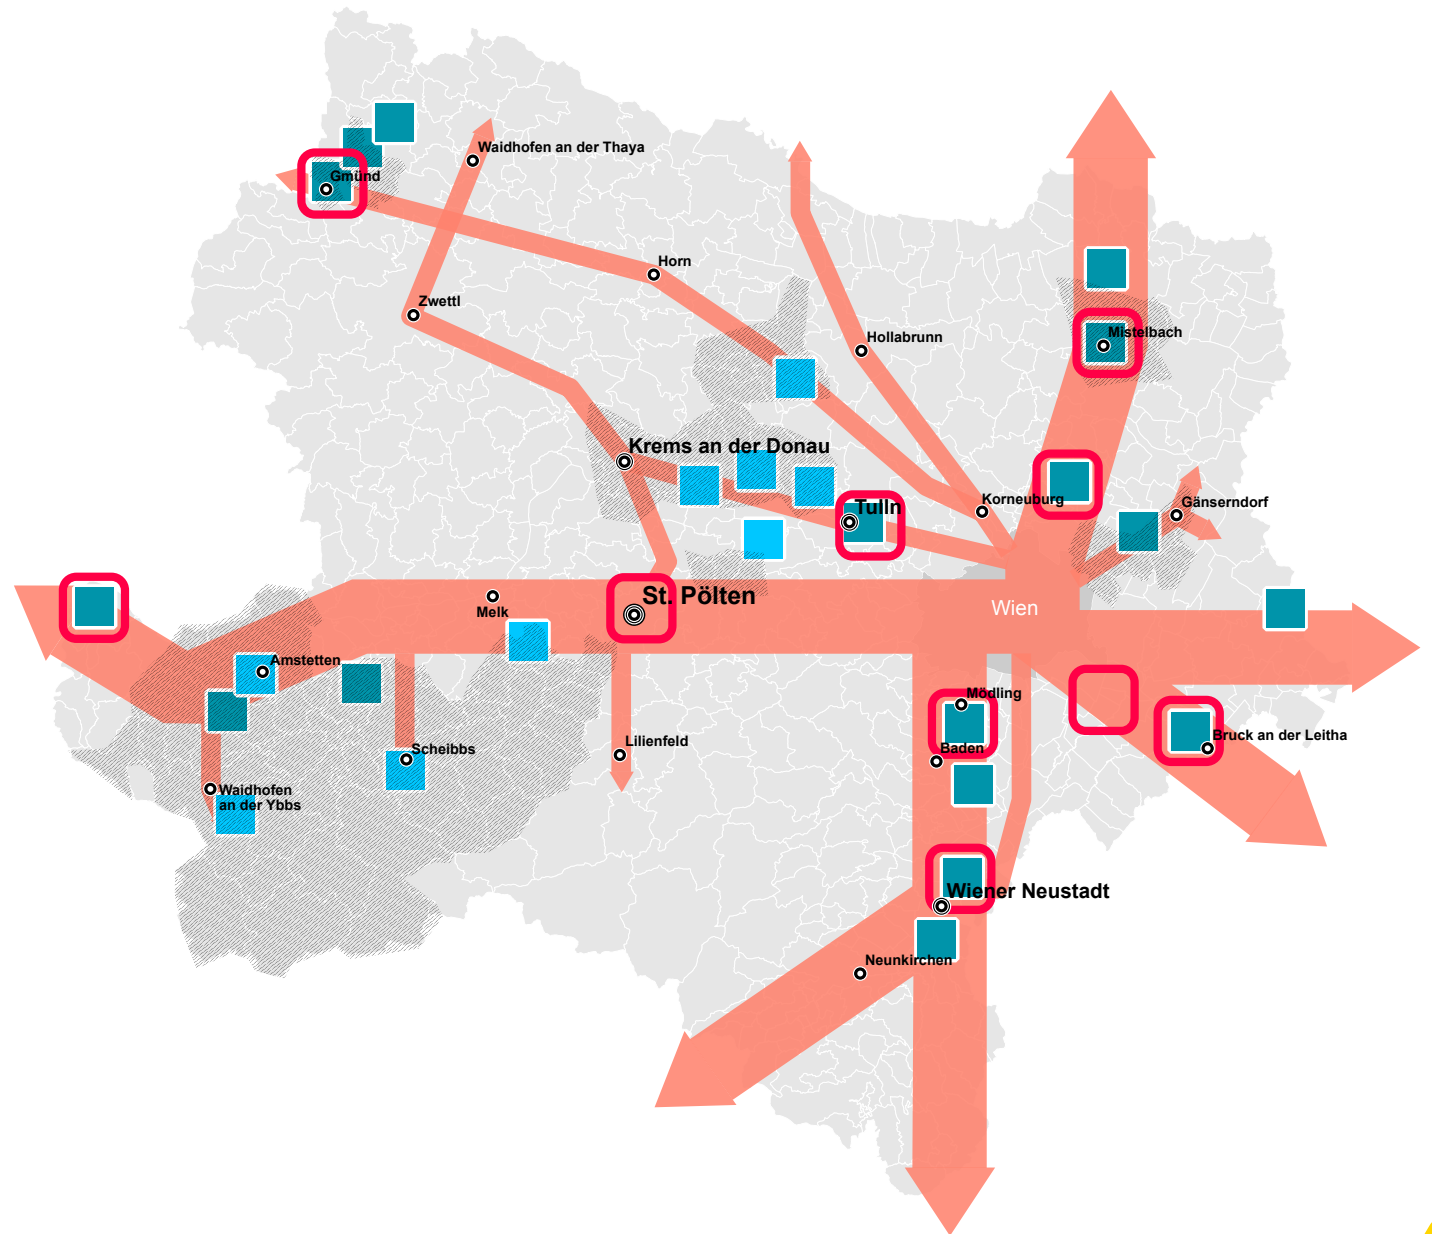 Waidhofen an der Thaya
Gmünd
Horn
Zwettl
Hollabrunn
Mistelbach
Krems an der Donau
Korneuburg
Gänserndorf
Tulln
St. Pölten
Melk
Wien
Amstetten
Mödling
Bruck an der Leitha
Lilienfeld
Scheibbs
Baden
Waidhofen
an der Ybbs
Wiener Neustadt
Neunkirchen